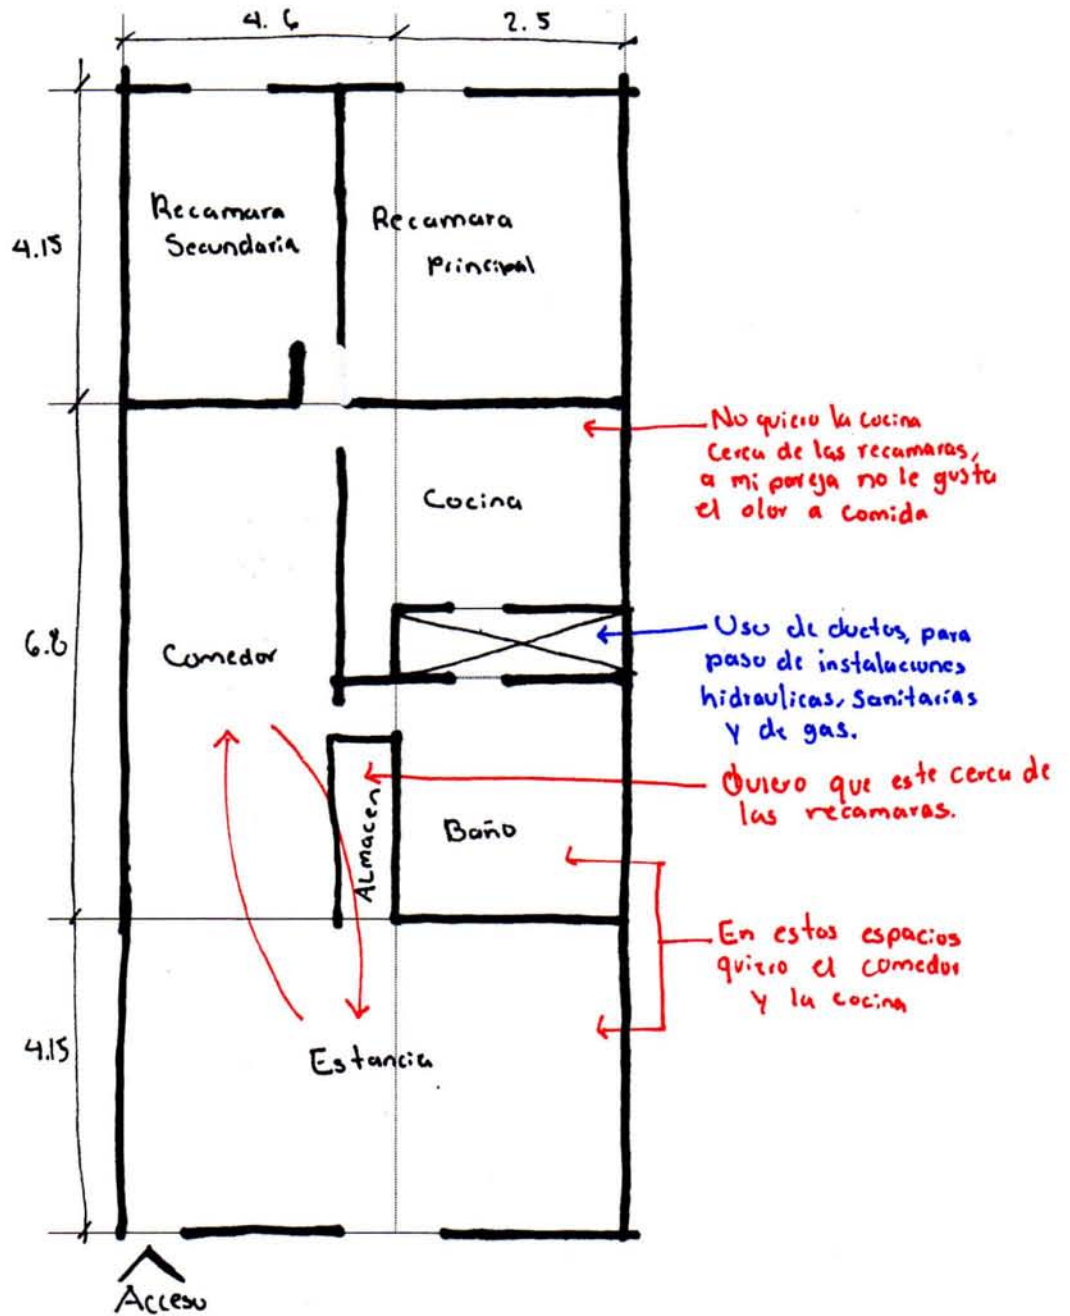 4.6
2.5
4.15
6.8
4.15
Recamara
Secundaria
Recamara
Principal
Cocina
Comedor
ALMacen
Baño
Estancia
Acceso
No quiero la cocina
cerca de las recamaras,
a mi pareja no le gusta
el olor a comida
Uso de ductos, para
paso de instalaciones
hidraulicas, sanitarias
y de gas.
Quiero que este cerca de
las recamaras.
En estos espacios
quiero el comedor
y la cocina